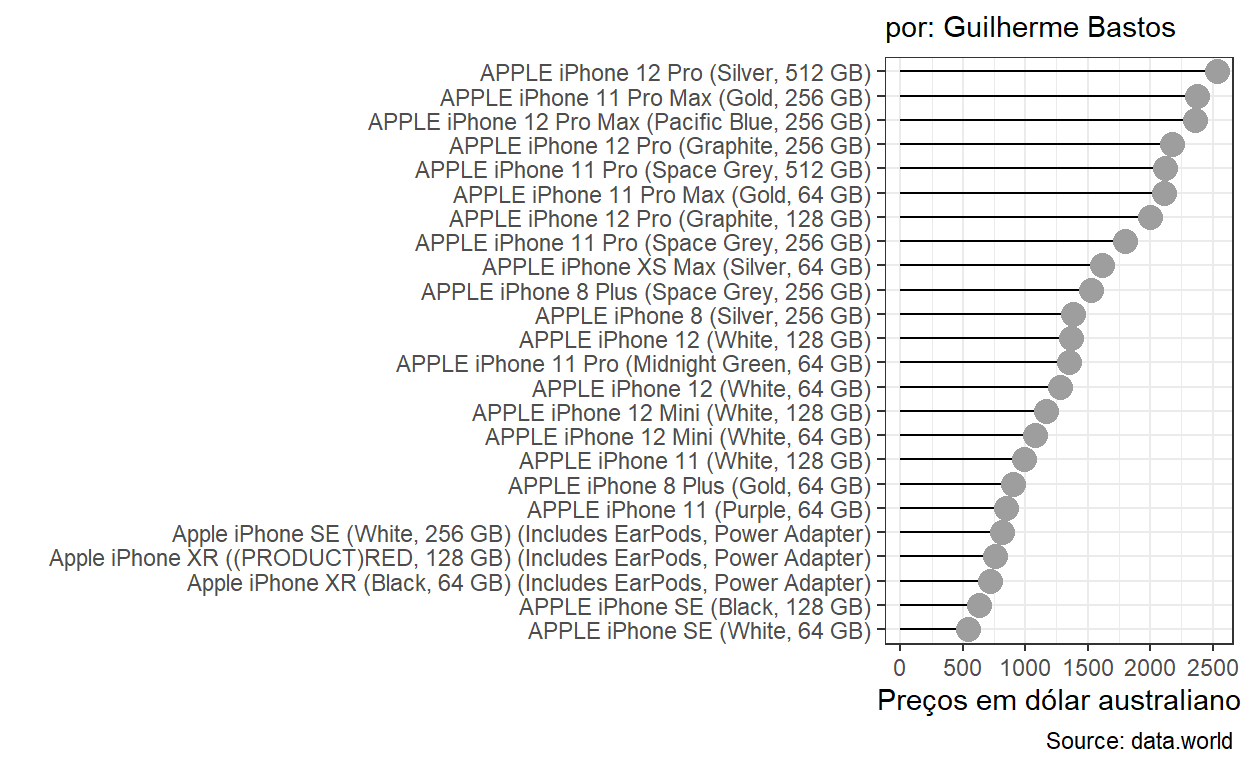 por: Guilherme Bastos
APPLE iPhone 12 Pro (Silver, 512 GB)
APPLE iPhone 11 Pro Max (Gold, 256 GB)
APPLE iPhone 12 Pro Max (Pacific Blue, 256 GB)
APPLE iPhone 12 Pro (Graphite, 256 GB)
APPLE iPhone 11 Pro (Space Grey, 512 GB)
APPLE iPhone 11 Pro Max (Gold, 64 GB)
APPLE iPhone 12 Pro (Graphite, 128 GB)
APPLE iPhone 11 Pro (Space Grey, 256 GB)
APPLE iPhone XS Max (Silver, 64 GB)
APPLE iPhone 8 Plus (Space Grey, 256 GB)
APPLE iPhone 8 (Silver, 256 GB)
APPLE iPhone 12 (White, 128 GB)
APPLE iPhone 11 Pro (Midnight Green, 64 GB)
APPLE iPhone 12 (White, 64 GB)
APPLE iPhone 12 Mini (White, 128 GB)
APPLE iPhone 12 Mini (White, 64 GB)
APPLE iPhone 11 (White, 128 GB)
APPLE iPhone 8 Plus (Gold, 64 GB)
APPLE iPhone 11 (Purple, 64 GB)
Apple iPhone SE (White, 256 GB) (Includes EarPods, Power Adapter)
Apple iPhone XR ((PRODUCT)RED, 128 GB) (Includes EarPods, Power Adapter)
Apple iPhone XR (Black, 64 GB) (Includes EarPods, Power Adapter)
APPLE iPhone SE (Black, 128 GB)
APPLE iPhone SE (White, 64 GB)
0 500 1000 1500 2000 2500
Preços em dólar australiano
Source: data.world